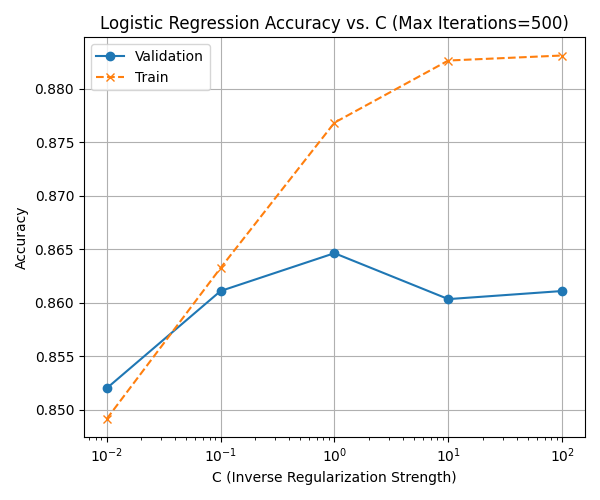 Logistic Regression Accuracy vs. C (Max Iterations=500)
Validation
Train
0.880
0.875
0.870
0.865
0.860
0.855
0.850
Accuracy
10⁻² 10⁻¹ 10⁰ 10¹ 10²
C (Inverse Regularization Strength)